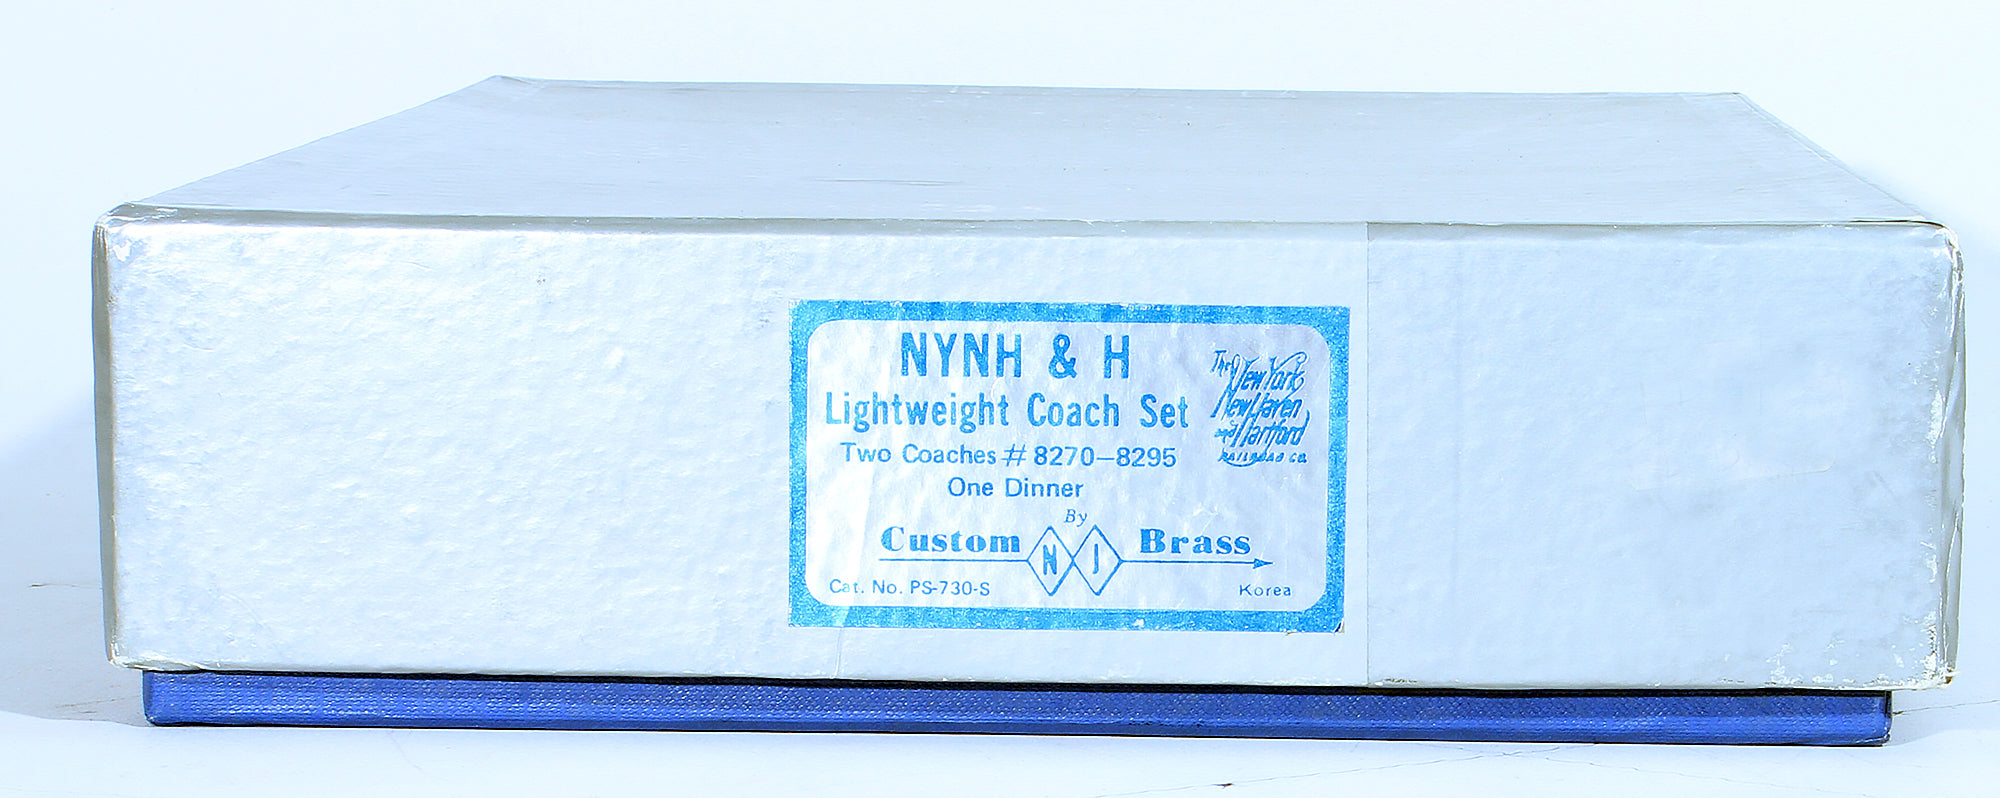 NYNH & H
Lightweight Coach Set
Two Coaches # 8270–8295
One Dinner
By
Custom NJ Brass
Cat. No. PS-730-S
Korea
The New York
New Haven
and Hartford
RAILROAD CO.